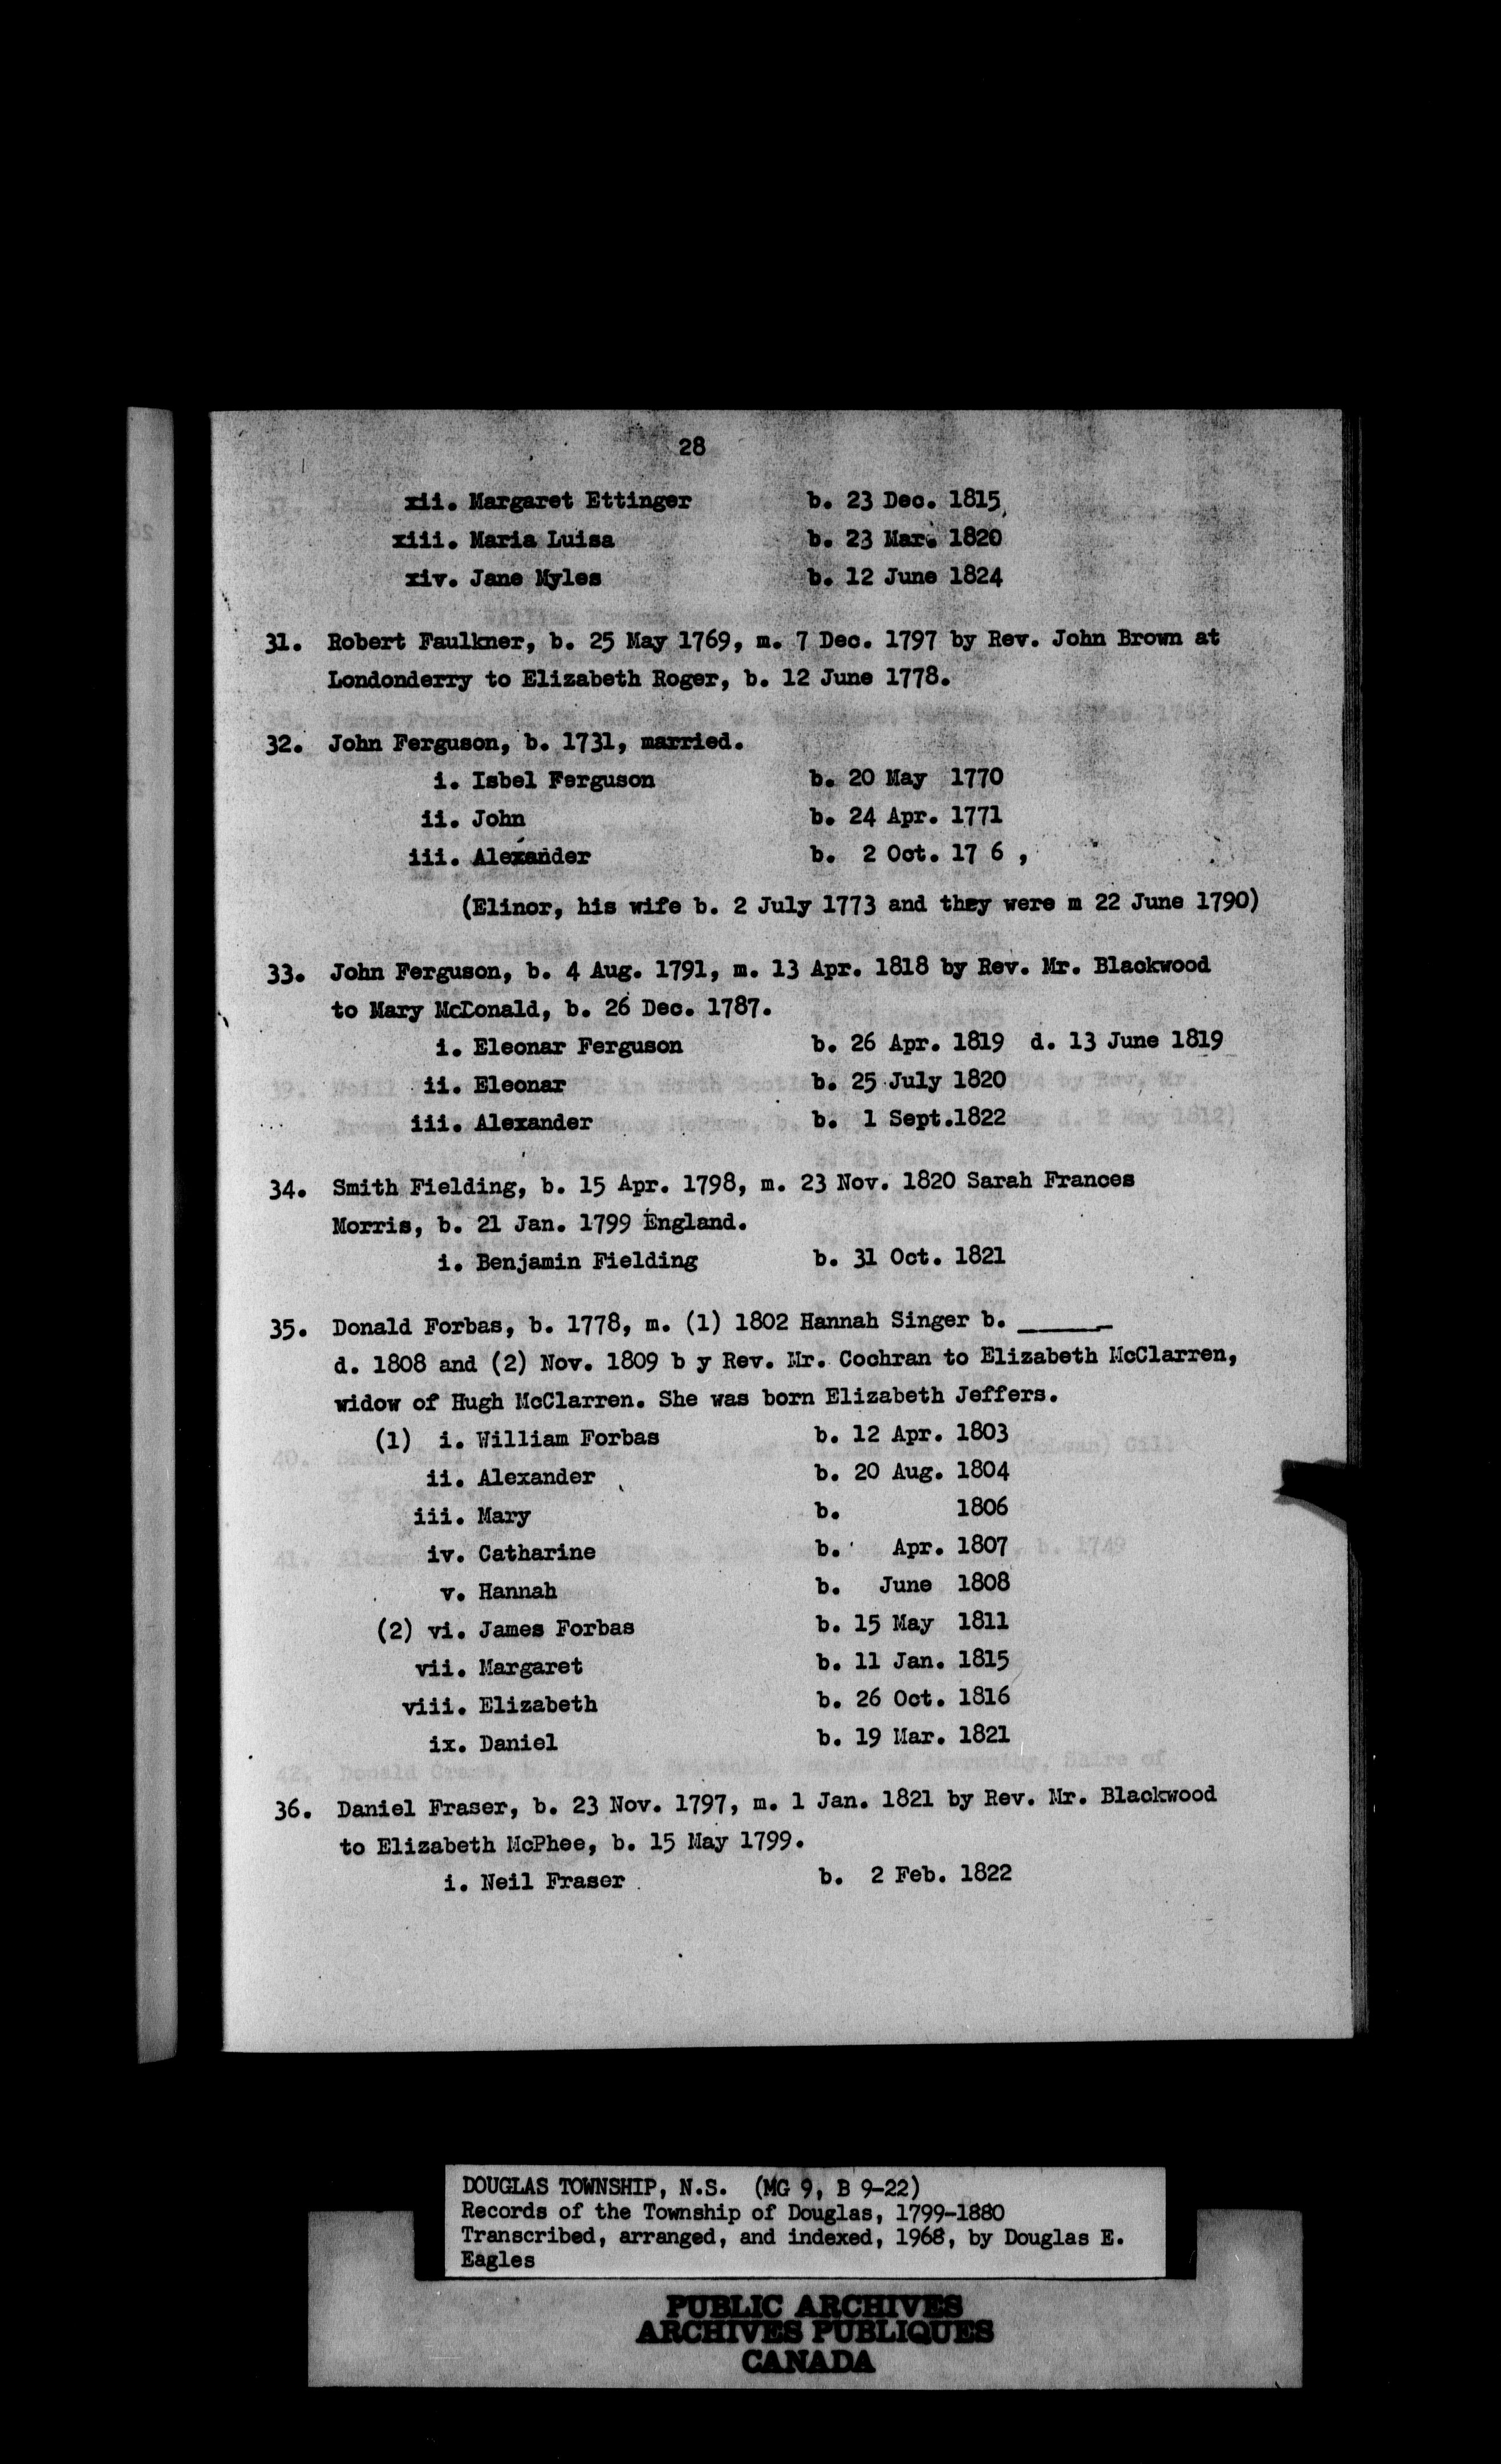 28
xii. Margaret Ettinger b. 23 Dec. 1815
xiii. Maria Luisa b. 23 Mar. 1820
xiv. Jane Myles b. 12 June 1824
31. Robert Faulkner, b. 25 May 1769, m. 7 Dec. 1797 by Rev. John Brown at
Londonderry to Elizabeth Roger, b. 12 June 1778.
32. John Ferguson, b. 1731, married.
i. Isbel Ferguson b. 20 May 1770
ii. John b. 24 Apr. 1771
iii. Alexander b. 2 Oct. 17 6 ,
(Elinor, his wife b. 2 July 1773 and they were m 22 June 1790)
33. John Ferguson, b. 4 Aug. 1791, m. 13 Apr. 1818 by Rev. Mr. Blackwood
to Mary McDonald, b. 26 Dec. 1787.
i. Eleonar Ferguson b. 26 Apr. 1819 d. 13 June 1819
ii. Eleonar b. 25 July 1820
iii. Alexander b. 1 Sept.1822
34. Smith Fielding, b. 15 Apr. 1798, m. 23 Nov. 1820 Sarah Frances
Morris, b. 21 Jan. 1799 England.
i. Benjamin Fielding b. 31 Oct. 1821
35. Donald Forbas, b. 1778, m. (1) 1802 Hannah Singer b. ______
d. 1808 and (2) Nov. 1809 b y Rev. Mr. Cochran to Elizabeth McClarren,
widow of Hugh McClarren. She was born Elizabeth Jeffers.
(1) i. William Forbas b. 12 Apr. 1803
ii. Alexander b. 20 Aug. 1804
iii. Mary b. 1806
iv. Catharine b. Apr. 1807
v. Hannah b. June 1808
(2) vi. James Forbas b. 15 May 1811
vii. Margaret b. 11 Jan. 1815
viii. Elizabeth b. 26 Oct. 1816
ix. Daniel b. 19 Mar. 1821
36. Daniel Fraser, b. 23 Nov. 1797, m. 1 Jan. 1821 by Rev. Mr. Blackwood
to Elizabeth McPhee, b. 15 May 1799.
i. Neil Fraser b. 2 Feb. 1822
DOUGLAS TOWNSHIP, N.S. (MG 9, B 9-22)
Records of the Township of Douglas, 1799-1880
Transcribed, arranged, and indexed, 1968, by Douglas E.
Eagles
PUBLIC ARCHIVES
ARCHIVES PUBLIQUES
CANADA